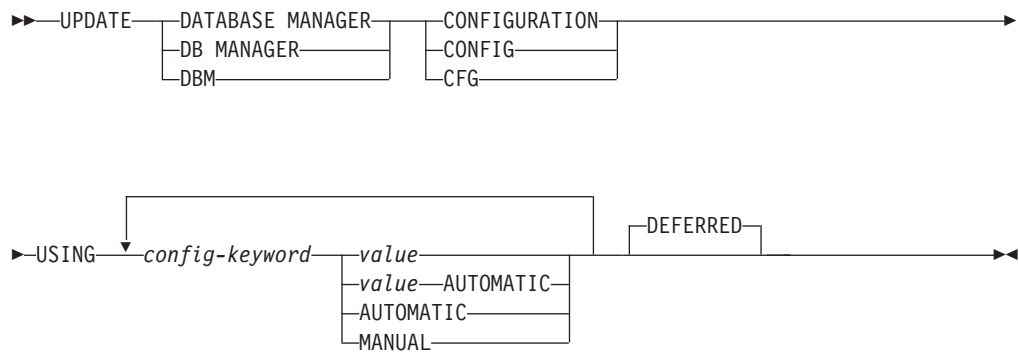 UPDATE DATABASE MANAGER CONFIGURATION
DB MANAGER CONFIG
DBM CFG
DEFERRED
USING config-keyword value
value AUTOMATIC
AUTOMATIC
MANUAL